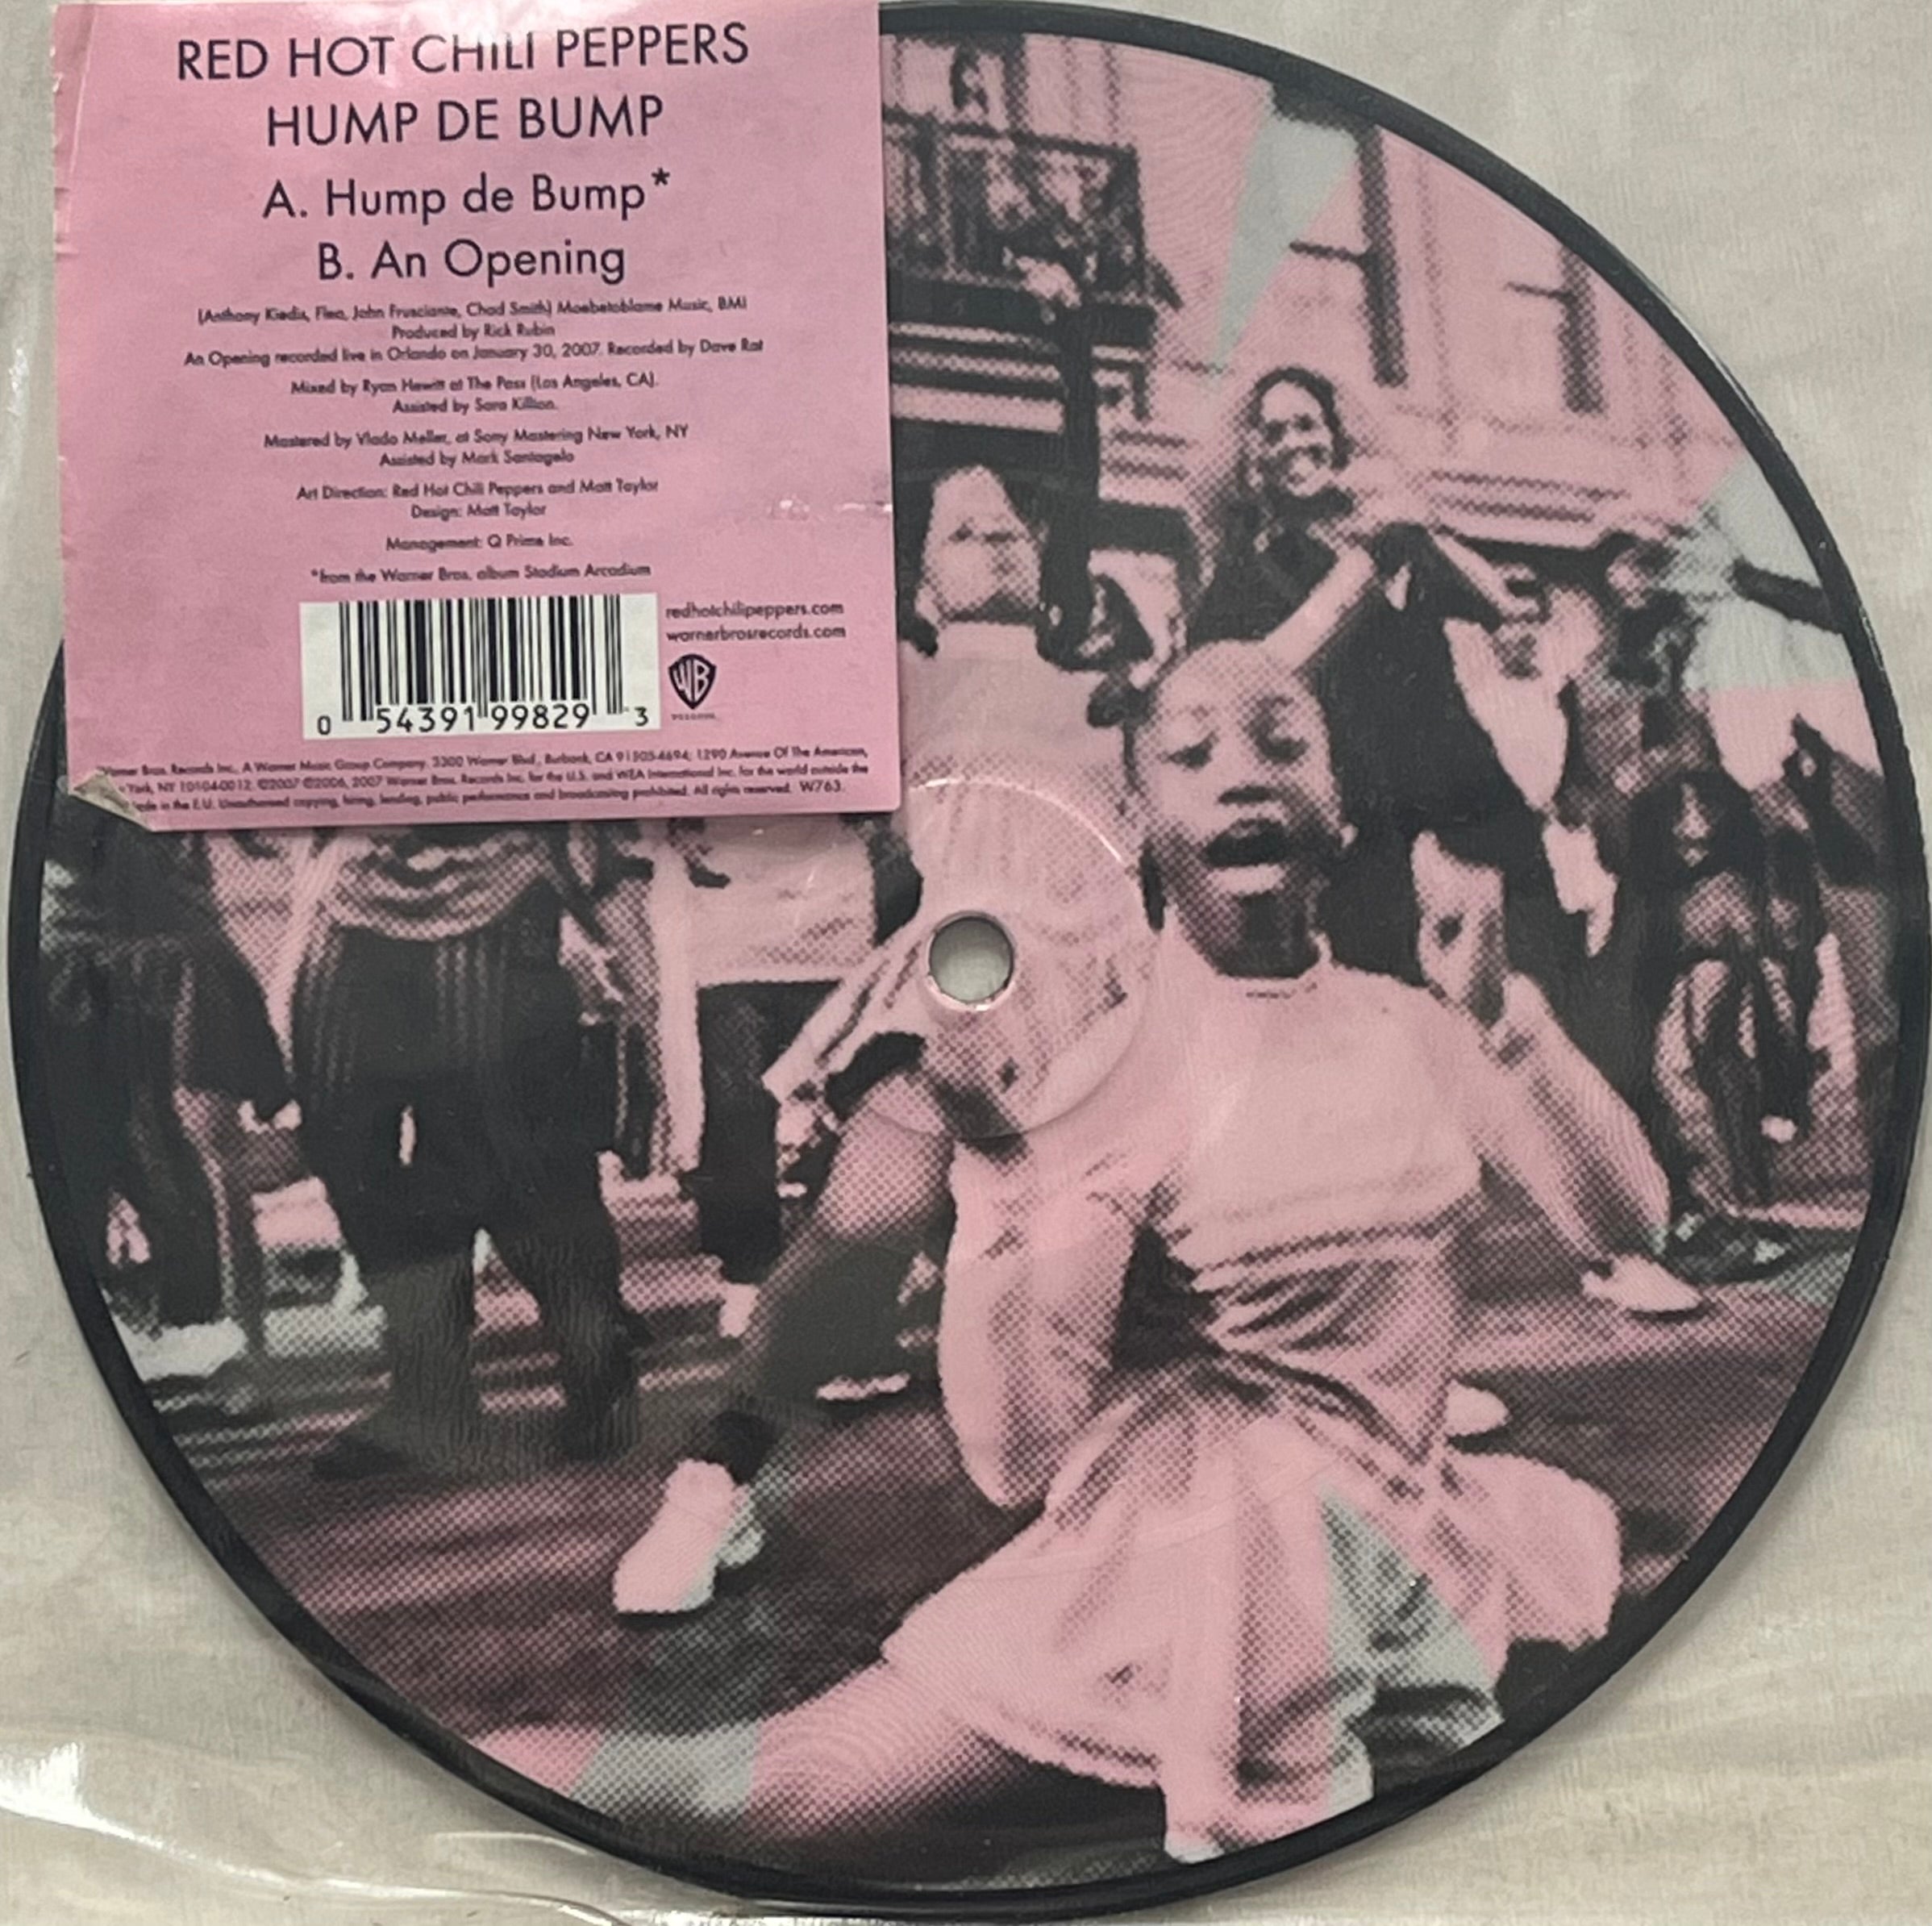 RED HOT CHILI PEPPERS
HUMP DE BUMP
A. Hump de Bump*
B. An Opening
(Anthony Kiedis, Flea, John Frusciante, Chad Smith) Moebetoblame Music, BMI
Produced by Rick Rubin
An Opening recorded live in Orlando on January 30, 2007. Recorded by Dave Rat
Mixed by Ryan Hewitt at The Pass (Los Angeles, CA).
Assisted by Sara Killion.
Mastered by Vlado Meller, at Sony Mastering New York, NY
Assisted by Mark Santagelo
Art Direction: Red Hot Chili Peppers and Matt Taylor
Design: Matt Taylor
Management: Q Prime Inc.
*from the Warner Bros. album Stadium Arcadium
redhotchilipeppers.com
warnerbrosrecords.com
WB
0 54391 99829 3
Warner Bros. Records Inc., A Warner Music Group Company. 3300 Warner Blvd., Burbank, CA 91505-4694; 1290 Avenue Of The Americas,
York, NY 10104-0012. ©2007 ℗2006, 2007 Warner Bros. Records Inc. for the U.S. and WEA International Inc. for the world outside the
in the E.U. Unauthorised copying, hiring, lending, public performance and broadcasting prohibited. All rights reserved. W763